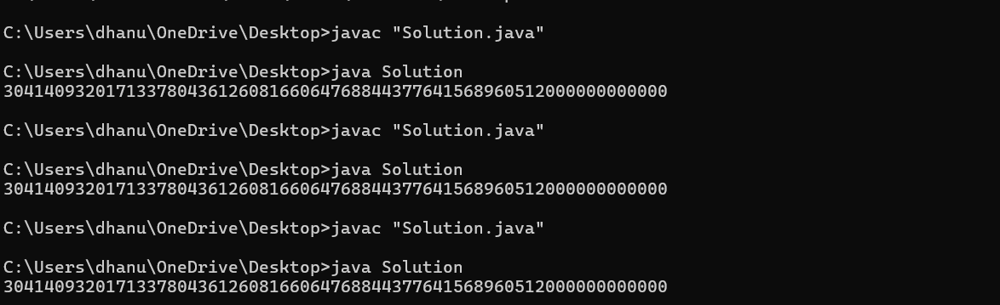 C:\Users\dhanu\OneDrive\Desktop>javac "Solution.java"
C:\Users\dhanu\OneDrive\Desktop>java Solution
30414093201713378043612608166064768844377641568960512000000000000
C:\Users\dhanu\OneDrive\Desktop>javac "Solution.java"
C:\Users\dhanu\OneDrive\Desktop>java Solution
30414093201713378043612608166064768844377641568960512000000000000
C:\Users\dhanu\OneDrive\Desktop>javac "Solution.java"
C:\Users\dhanu\OneDrive\Desktop>java Solution
30414093201713378043612608166064768844377641568960512000000000000